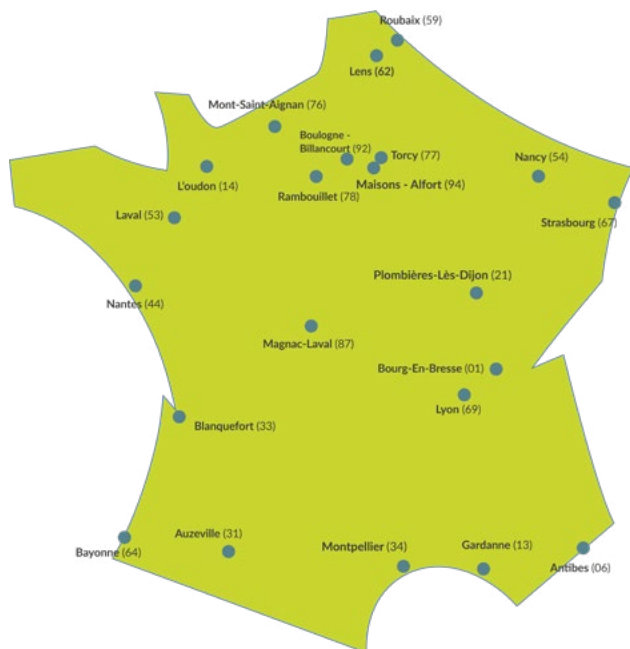 Roubaix (59)
Lens (62)
Mont-Saint-Aignan (76)
Boulogne -
Billancourt (92)
Torcy (77)
Nancy (54)
L'oudon (14)
Rambouillet (78)
Maisons - Alfort (94)
Laval (53)
Strasbourg (67)
Plombières-Lès-Dijon (21)
Nantes (44)
Magnac-Laval (87)
Bourg-En-Bresse (01)
Lyon (69)
Blanquefort (33)
Auzeville (31)
Montpellier (34)
Gardanne (13)
Bayonne (64)
Antibes (06)